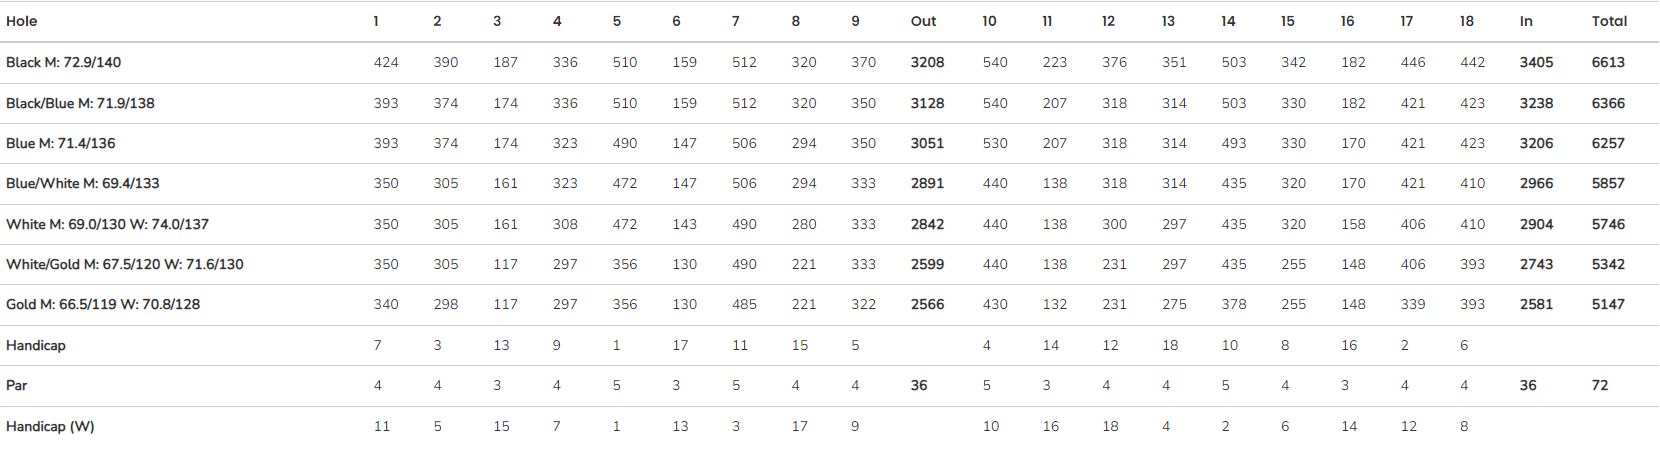 Hole 1 2 3 4 5 6 7 8 9 Out 10 11 12 13 14 15 16 17 18 In Total
Black M: 72.9/140 424 390 187 336 510 159 512 320 370 3208 540 223 376 351 503 342 182 446 442 3405 6613
Black/Blue M: 71.9/138 393 374 174 336 510 159 512 320 350 3128 540 207 318 314 503 330 182 421 423 3238 6366
Blue M: 71.4/136 393 374 174 323 490 147 506 294 350 3051 530 207 318 314 493 330 170 421 423 3206 6257
Blue/White M: 69.4/133 350 305 161 323 472 147 506 294 333 2891 440 138 318 314 435 320 170 421 410 2966 5857
White M: 69.0/130 W: 74.0/137 350 305 161 308 472 143 490 280 333 2842 440 138 300 297 435 320 158 406 410 2904 5746
White/Gold M: 67.5/120 W: 71.6/130 350 305 117 297 356 130 490 221 333 2599 440 138 231 297 435 255 148 406 393 2743 5342
Gold M: 66.5/119 W: 70.8/128 340 298 117 297 356 130 485 221 322 2566 430 132 231 275 378 255 148 339 393 2581 5147
Handicap 7 3 13 9 1 17 11 15 5 4 14 12 18 10 8 16 2 6
Par 4 4 3 4 5 3 5 4 4 36 5 3 4 4 5 4 3 4 4 36 72
Handicap (W) 11 5 15 7 1 13 3 17 9 10 16 18 4 2 6 14 12 8